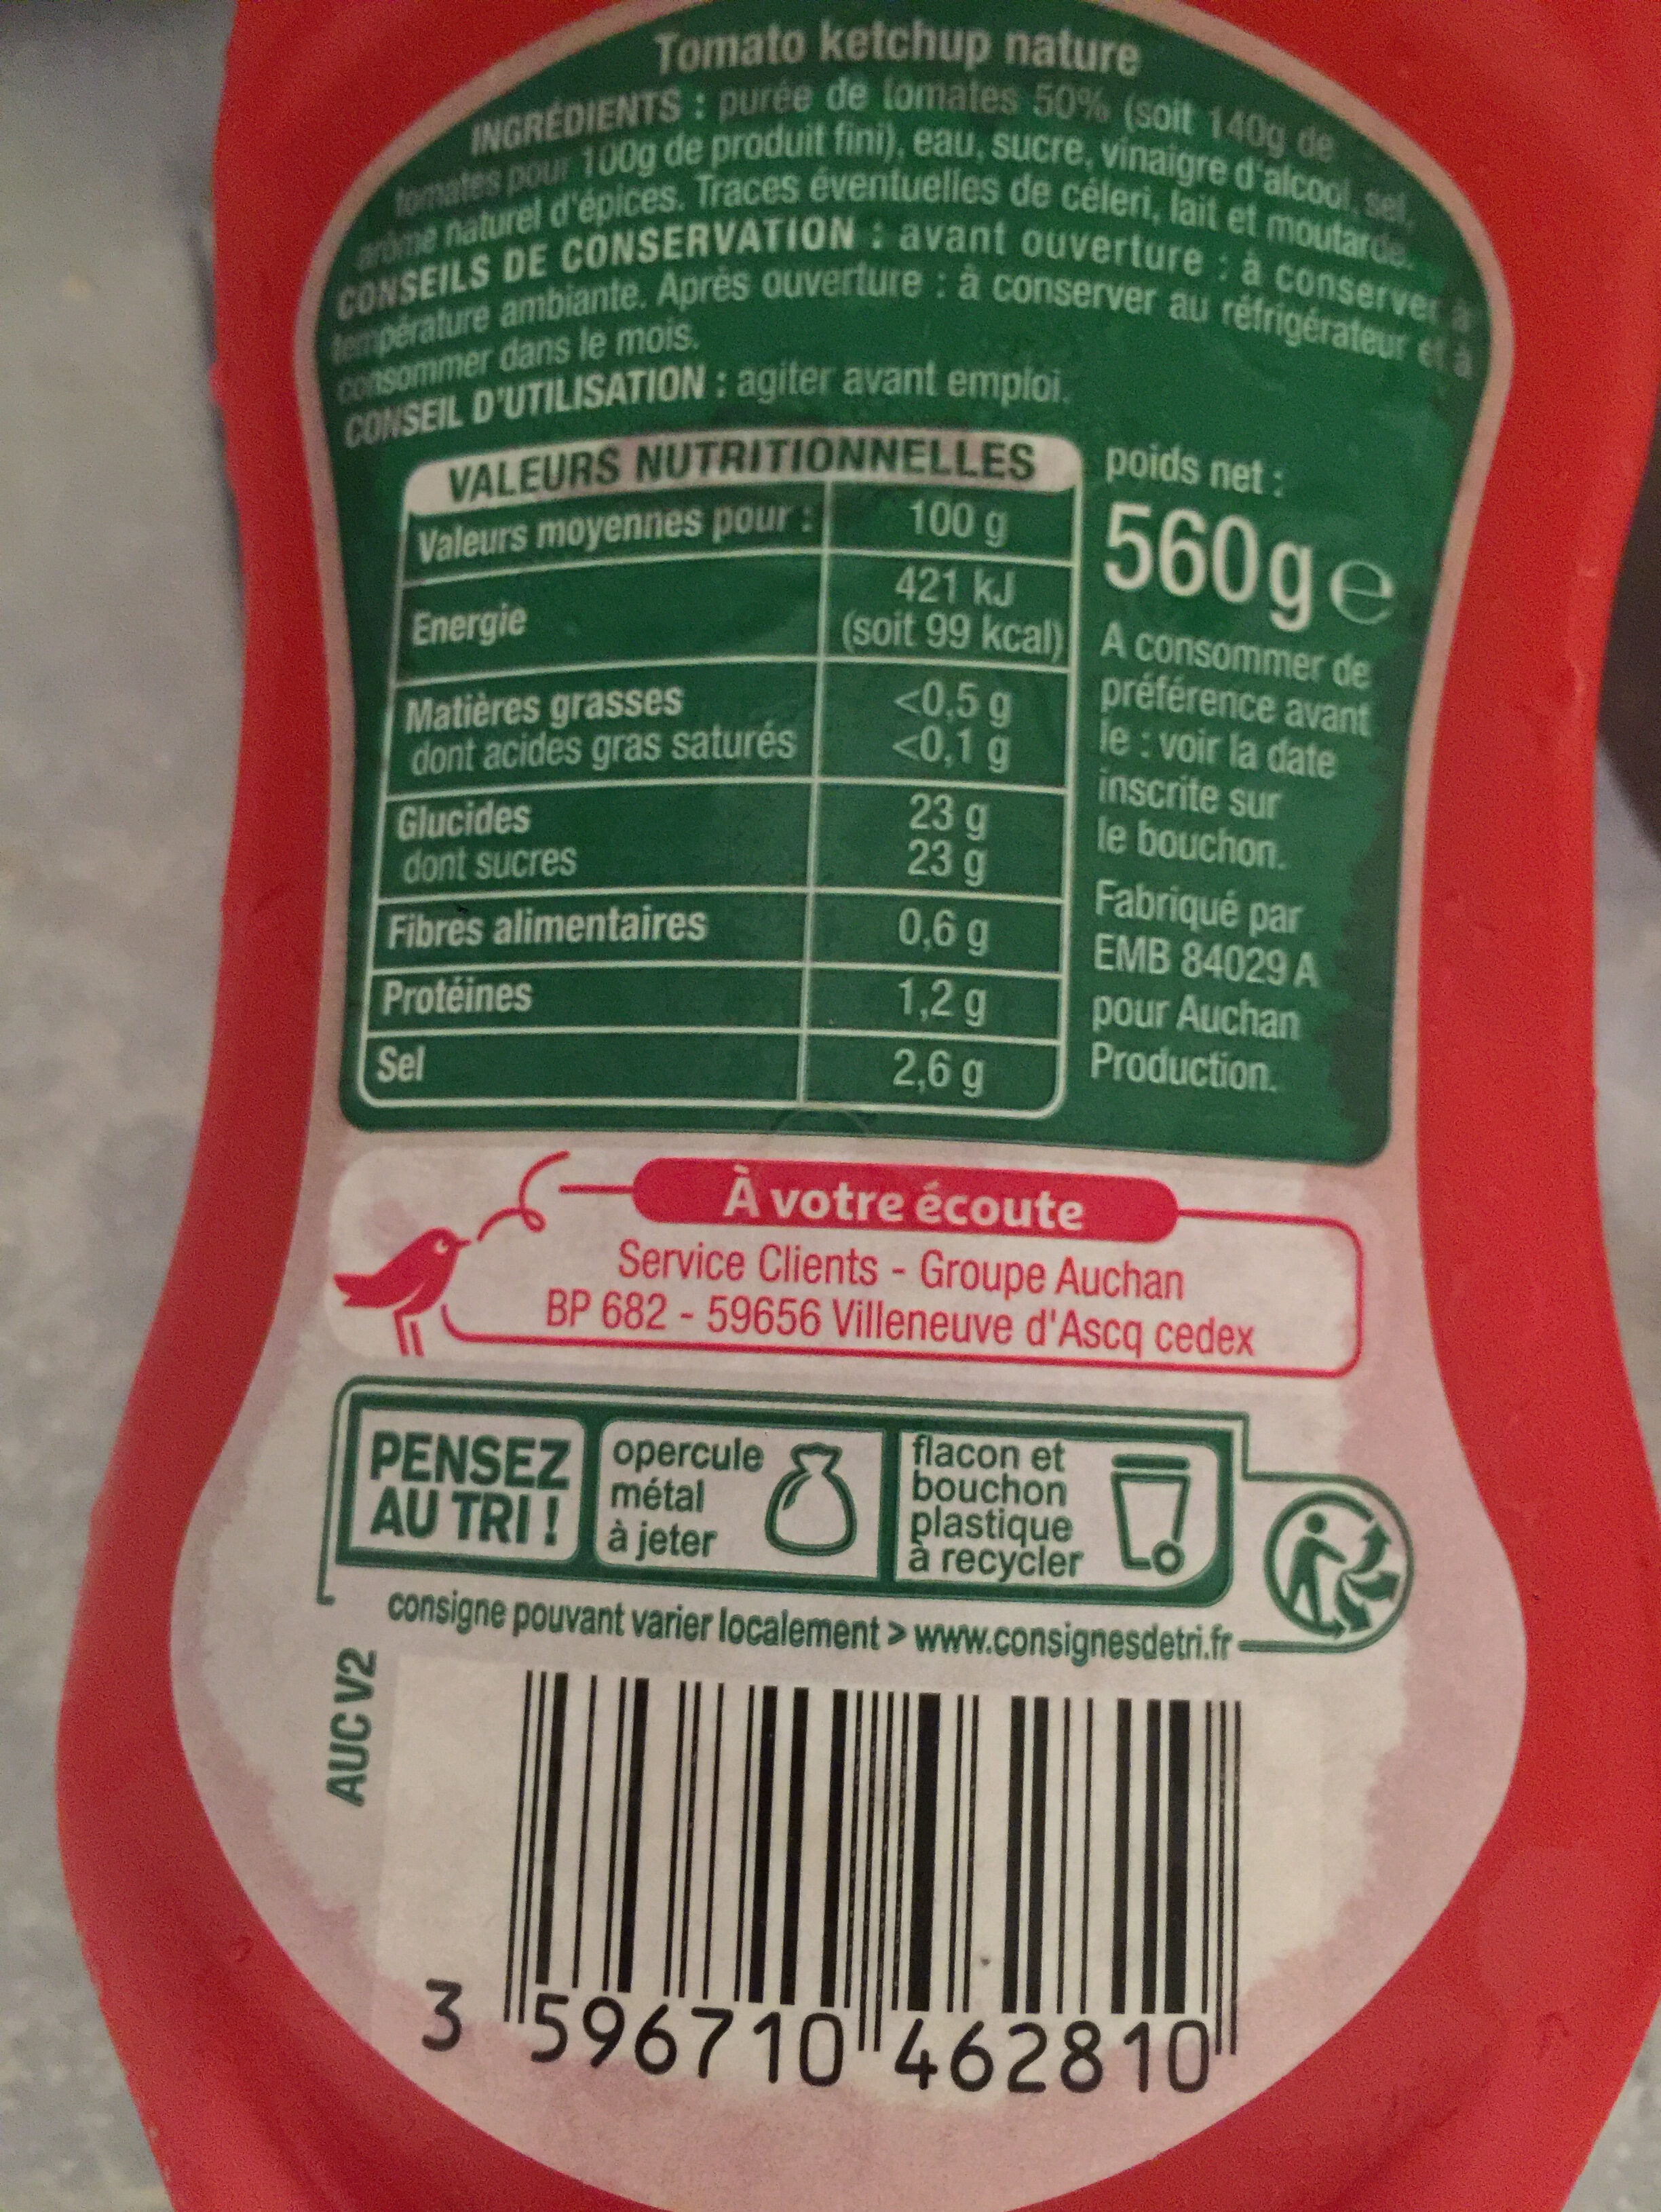 Tomato ketchup nature
INGRÉDIENTS : purée de tomates 50% (soit 140g de
tomates pour 100g de produit fini), eau, sucre, vinaigre d'alcool, sel,
arôme naturel d'épices. Traces éventuelles de céleri, lait et moutarde.
CONSEILS DE CONSERVATION : avant ouverture : à conserver à
température ambiante. Après ouverture : à conserver au réfrigérateur et à
consommer dans le mois.
CONSEIL D'UTILISATION : agiter avant emploi.
VALEURS NUTRITIONNELLES
Valeurs moyennes pour : 100 g
Energie 421 kJ
(soit 99 kcal)
Matières grasses <0,5 g
dont acides gras saturés <0,1 g
Glucides 23 g
dont sucres 23 g
Fibres alimentaires 0,6 g
Protéines 1,2 g
Sel 2,6 g
poids net :
560g e
A consommer de
préférence avant
le : voir la date
inscrite sur
le bouchon.
Fabriqué par
EMB 84029 A
pour Auchan
Production.
À votre écoute
Service Clients - Groupe Auchan
BP 682 - 59656 Villeneuve d'Ascq cedex
PENSEZ
AU TRI !
opercule
métal
à jeter
flacon et
bouchon
plastique
à recycler
consigne pouvant varier localement > www.consignesdetri.fr
AUC V2
3 596710 462810